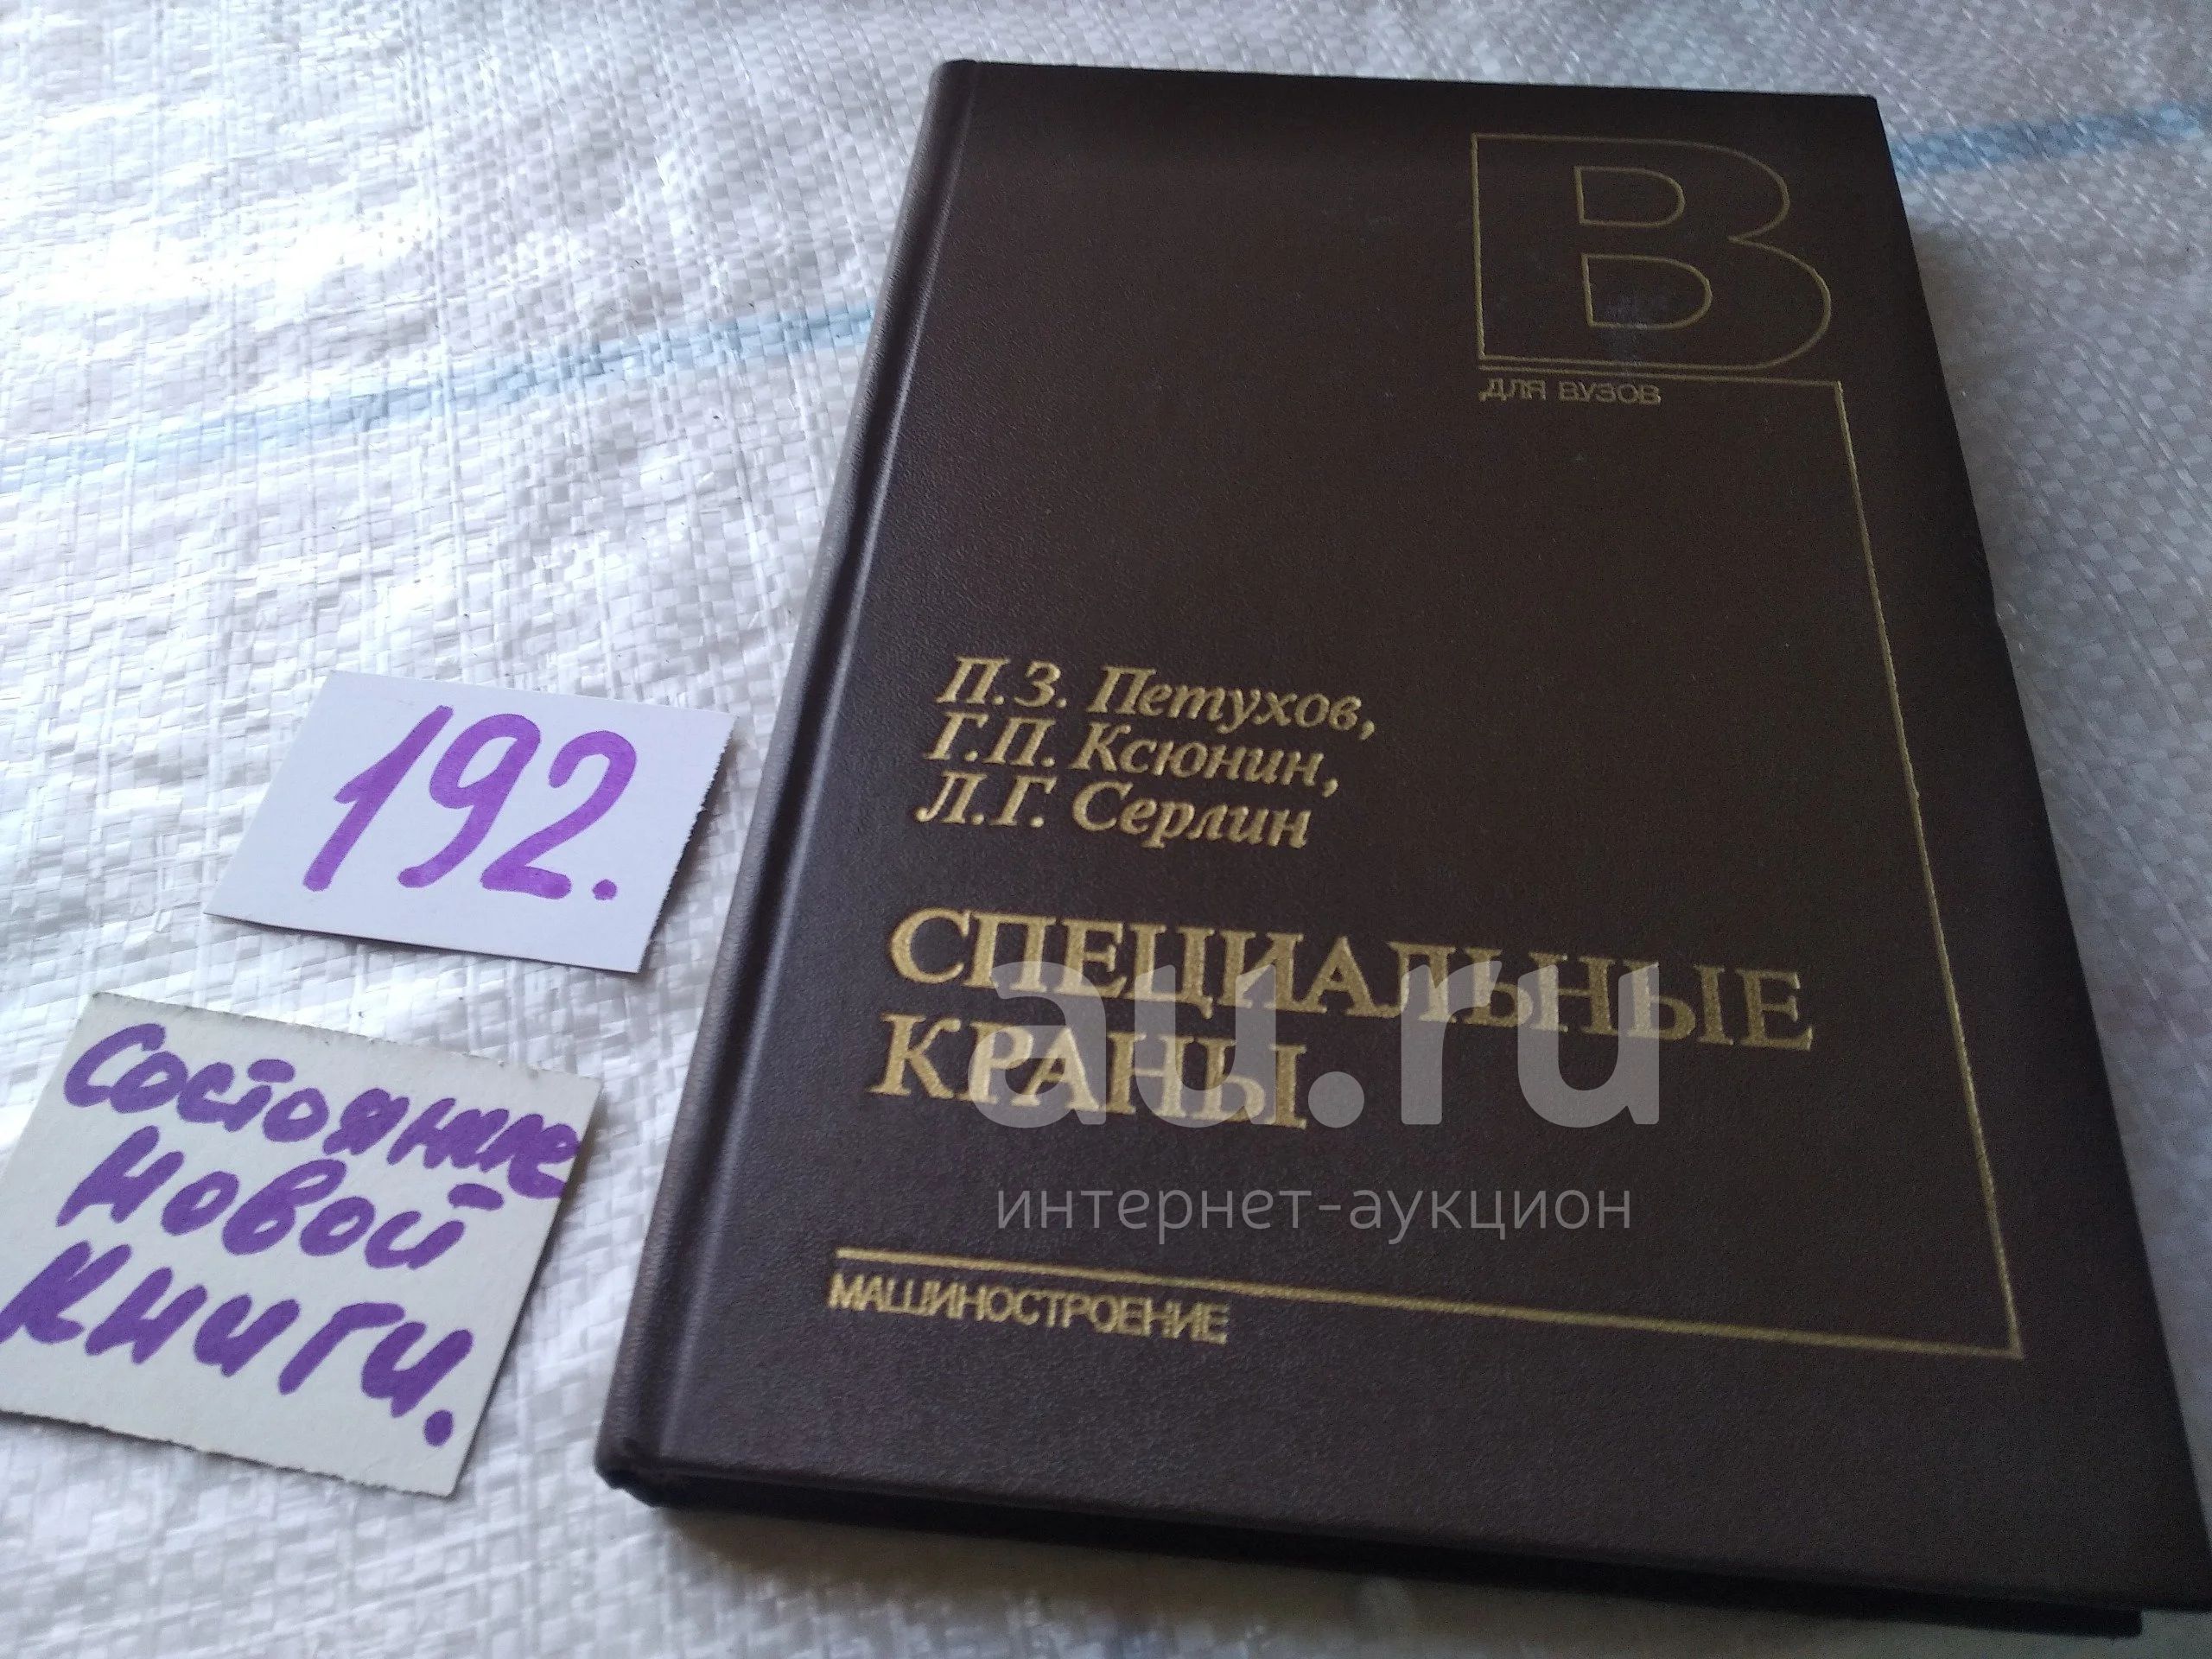 В
ДЛЯ ВУЗОВ
П.З. Петухов,
Г.П. Ксюнин,
Л.Г. Серлин
СПЕЦИАЛЬНЫЕ
КРАНЫ
МАШИНОСТРОЕНИЕ
192.
Состояние
новой
книги.
au.ru
интернет-аукцион